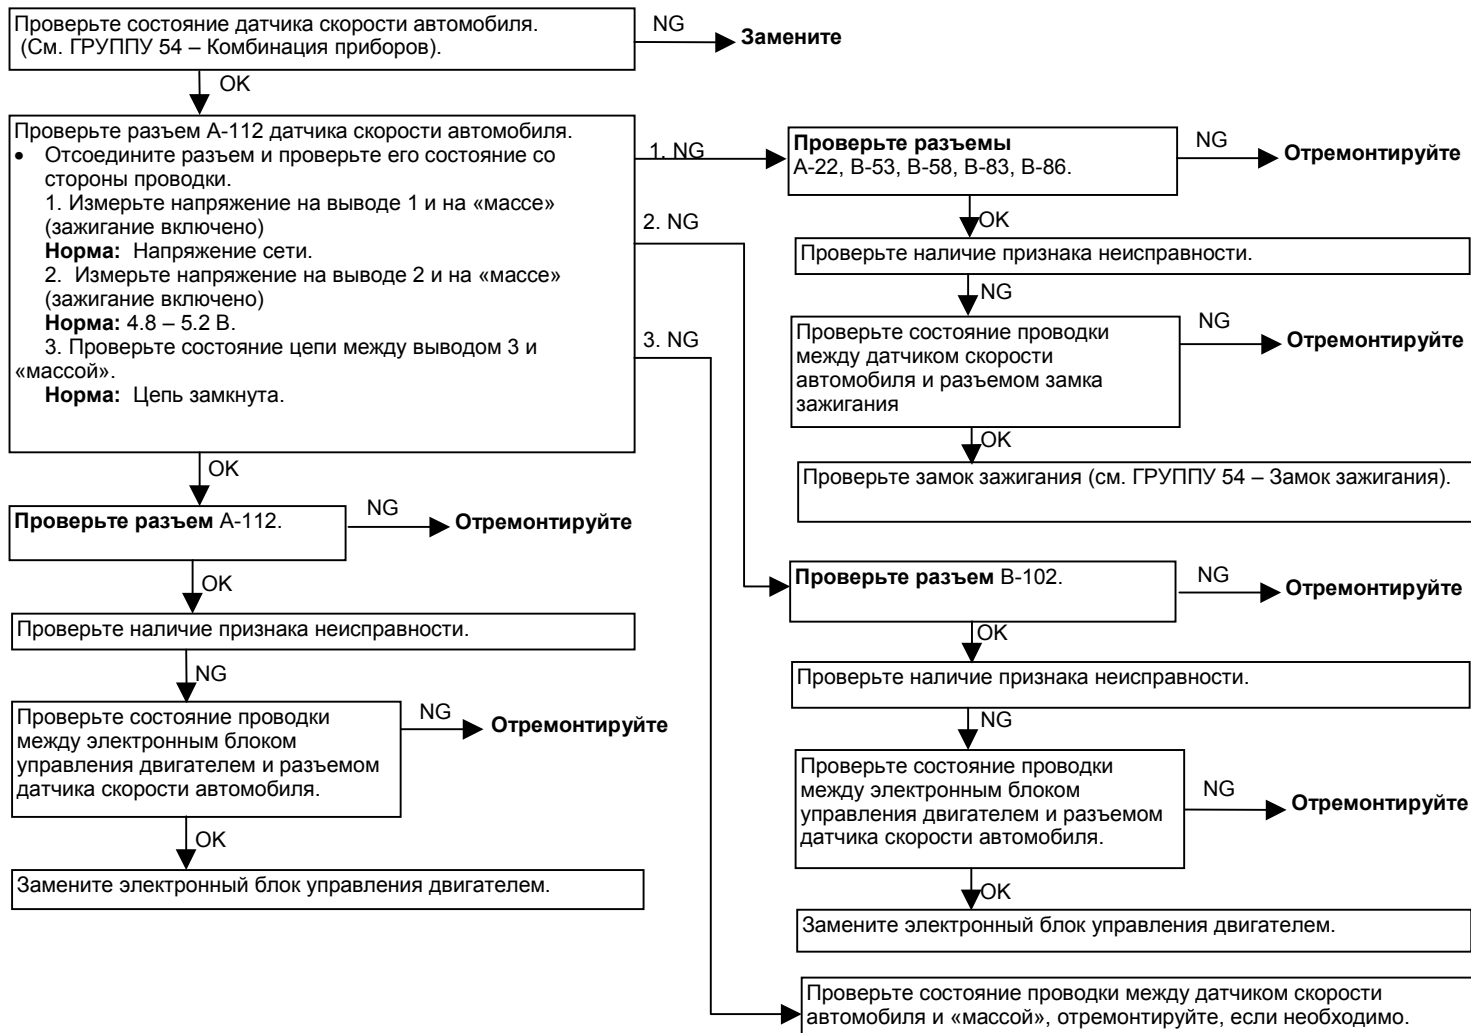 Проверьте состояние датчика скорости автомобиля.
(См. ГРУППУ 54 – Комбинация приборов).
NG
Замените
OK
Проверьте разъем А-112 датчика скорости автомобиля.
• Отсоедините разъем и проверьте его состояние со
стороны проводки.
1. Измерьте напряжение на выводе 1 и на «массе»
(зажигание включено)
Норма: Напряжение сети.
2. Измерьте напряжение на выводе 2 и на «массе»
(зажигание включено)
Норма: 4.8 – 5.2 В.
3. Проверьте состояние цепи между выводом 3 и
«массой».
Норма: Цепь замкнута.
1. NG
2. NG
3. NG
OK
Проверьте разъем А-112.
NG
Отремонтируйте
OK
Проверьте наличие признака неисправности.
NG
Проверьте состояние проводки
между электронным блоком
управления двигателем и разъемом
датчика скорости автомобиля.
NG
Отремонтируйте
OK
Замените электронный блок управления двигателем.
Проверьте разъемы
А-22, В-53, В-58, В-83, В-86.
NG
Отремонтируйте
OK
Проверьте наличие признака неисправности.
NG
Проверьте состояние проводки
между датчиком скорости
автомобиля и разъемом замка
зажигания
NG
Отремонтируйте
OK
Проверьте замок зажигания (см. ГРУППУ 54 – Замок зажигания).
Проверьте разъем В-102.
NG
Отремонтируйте
OK
Проверьте наличие признака неисправности.
NG
Проверьте состояние проводки
между электронным блоком
управления двигателем и разъемом
датчика скорости автомобиля.
NG
Отремонтируйте
OK
Замените электронный блок управления двигателем.
Проверьте состояние проводки между датчиком скорости
автомобиля и «массой», отремонтируйте, если необходимо.